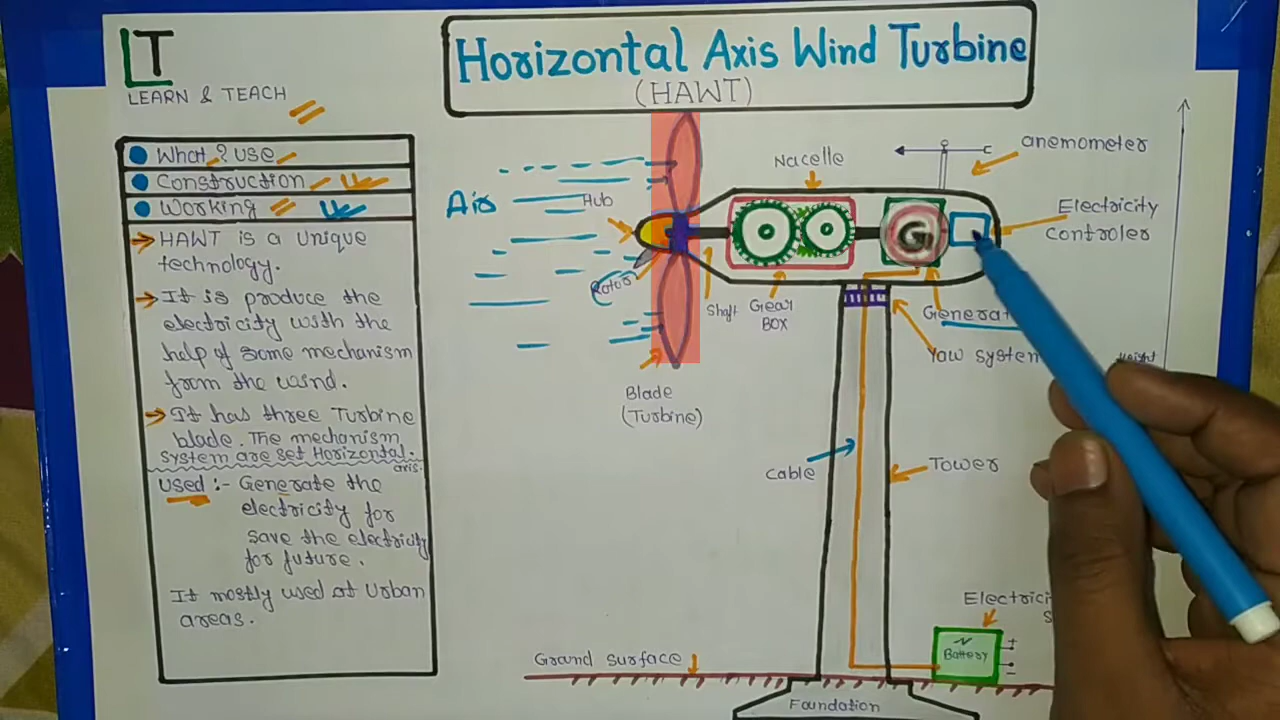 LT
LEARN & TEACH
Horizontal Axis Wind Turbine
(HAWT)
What ? use
Construction
Working
HAWT is a unique
technology.
It is produce the
electricity with the
help of some mechanism
from the wind.
It has three Turbine
blade. The mechanism
system are set Horizontal.
axis.
Used :- Generate the
electricity for
save the electricity
for future.
It mostly used at Urban
areas.
Air
Hub
Rotor
Blade
(Turbine)
Shaft
Gear
Box
Nacelle
anemometer
Electricity
controler
G
Generat
Yaw system
Cable
Tower
Electrici
S
Battery
+
-
Grand surface
Foundation